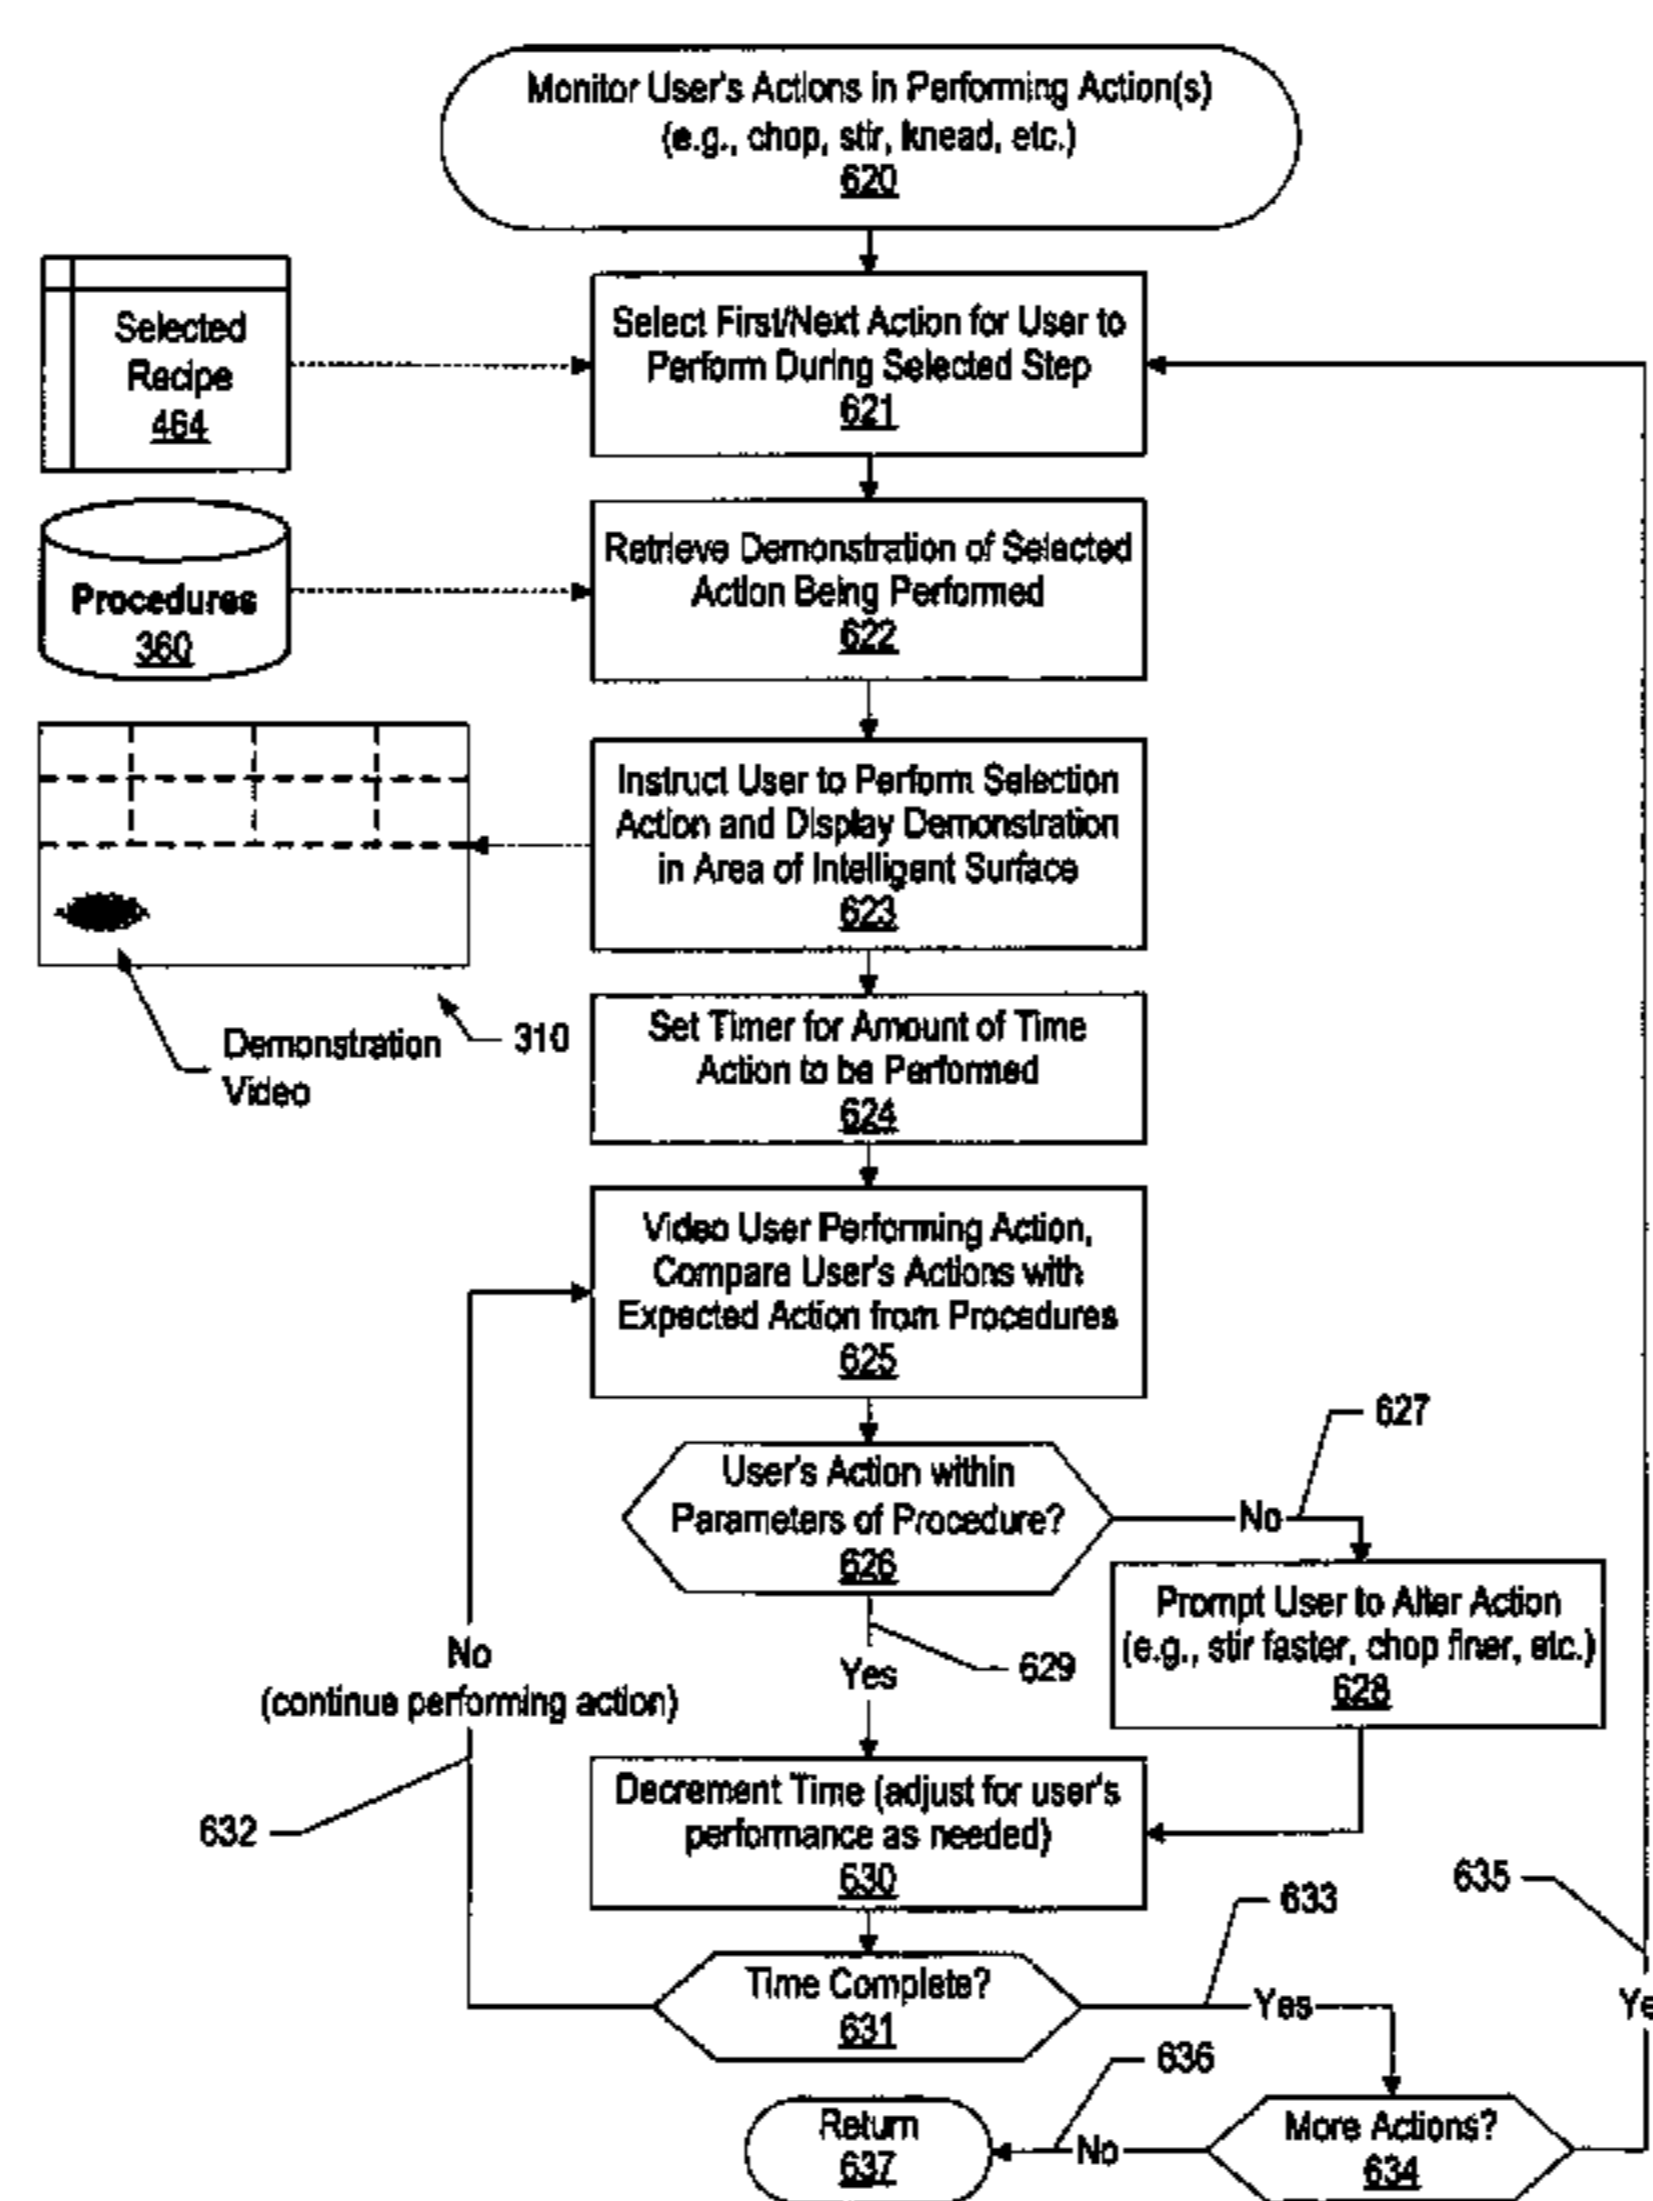 Monitor User's Actions in Performing Action(s)
(e.g., chop, stir, knead, etc.)
620
Selected
Recipe
464
Select First/Next Action for User to
Perform During Selected Step
621
Procedures
360
Retrieve Demonstration of Selected
Action Being Performed
622
Instruct User to Perform Selection
Action and Display Demonstration
in Area of Intelligent Surface
623
Demonstration
Video
310
Set Timer for Amount of Time
Action to be Performed
624
Video User Performing Action,
Compare User's Actions with
Expected Action from Procedures
625
627
User's Action within
Parameters of Procedure?
626
No
Prompt User to Alter Action
(e.g., stir faster, chop finer, etc.)
628
629
Yes
No
(continue performing action)
632
Decrement Time (adjust for user's
performance as needed)
630
635
633
Time Complete?
631
Yes
Ye
636
Return
637
No
More Actions?
634